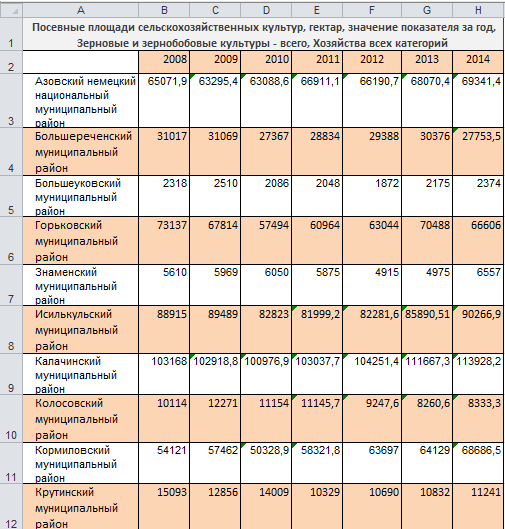 A B C D E F G H
1 Посевные площади сельскохозяйственных культур, гектар, значение показателя за год,
Зерновые и зернобобовые культуры - всего, Хозяйства всех категорий
2 2008 2009 2010 2011 2012 2013 2014
Азовский немецкий 65071,9 63295,4 63088,6 66911,1 66190,7 68070,4 69341,4
национальный
муниципальный
3 район
Большереченский 31017 31069 27367 28834 29388 30376 27753,5
муниципальный
4 район
Большеуковский 2318 2510 2086 2048 1872 2175 2374
муниципальный
5 район
Горьковский 73137 67814 57494 60964 63044 70488 66606
муниципальный
6 район
Знаменский 5610 5969 6050 5875 4915 4975 6557
муниципальный
7 район
Исилькульский 88915 89489 82823 81999,2 82281,6 85890,51 90266,9
муниципальный
8 район
Калачинский 103168 102918,8 100976,9 103037,7 104251,4 111667,3 113928,2
муниципальный
9 район
Колосовский 10114 12271 11154 11145,7 9247,6 8260,6 8333,3
муниципальный
10 район
Кормиловский 54121 57462 50328,9 58321,8 63697 64129 68686,5
муниципальный
11 район
Крутинский 15093 12856 14009 10329 10690 10832 11241
муниципальный
12 район